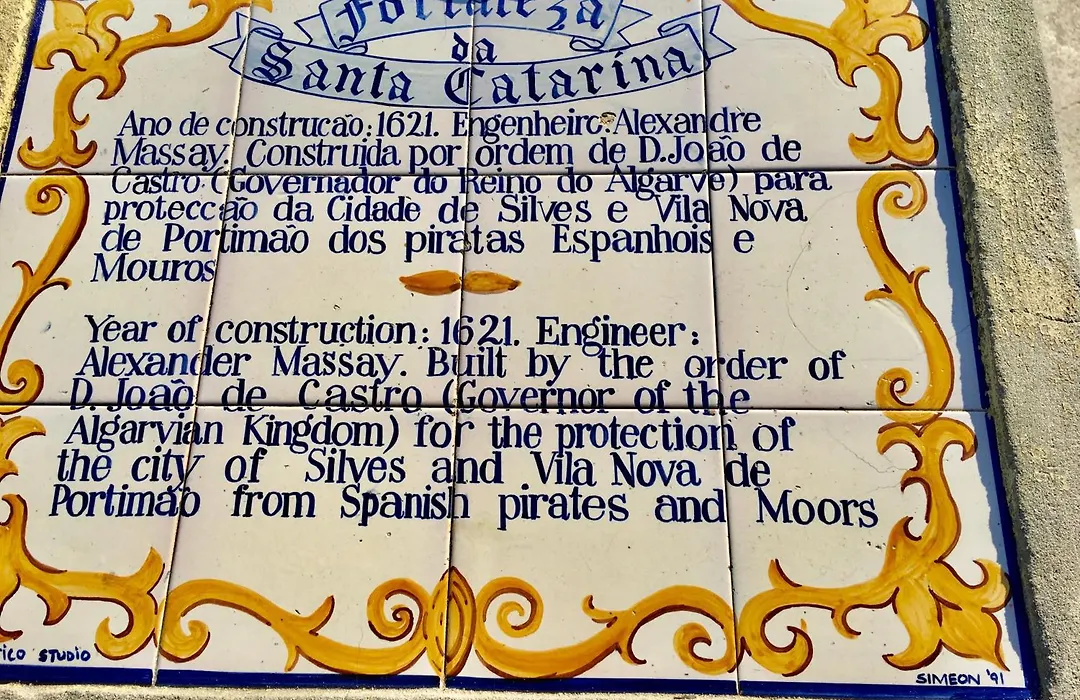 Fortaleza
da
Santa Catarina
Ano de construcão: 1621. Engenheiro: Alexandre
Massay. Construida por ordem de D. João de
Castro (Governador do Reino do Algarve) para
protecção da Cidade de Silves e Vila Nova
de Portimão dos piratas Espanhois e
Mouros
Year of construction: 1621. Engineer:
Alexander Massay. Built by the order of
D. João de Castro (Governor of the
Algarvian Kingdom) for the protection of
the city of Silves and Vila Nova de
Portimão from Spanish pirates and Moors
STUDIO
SIMEON '91